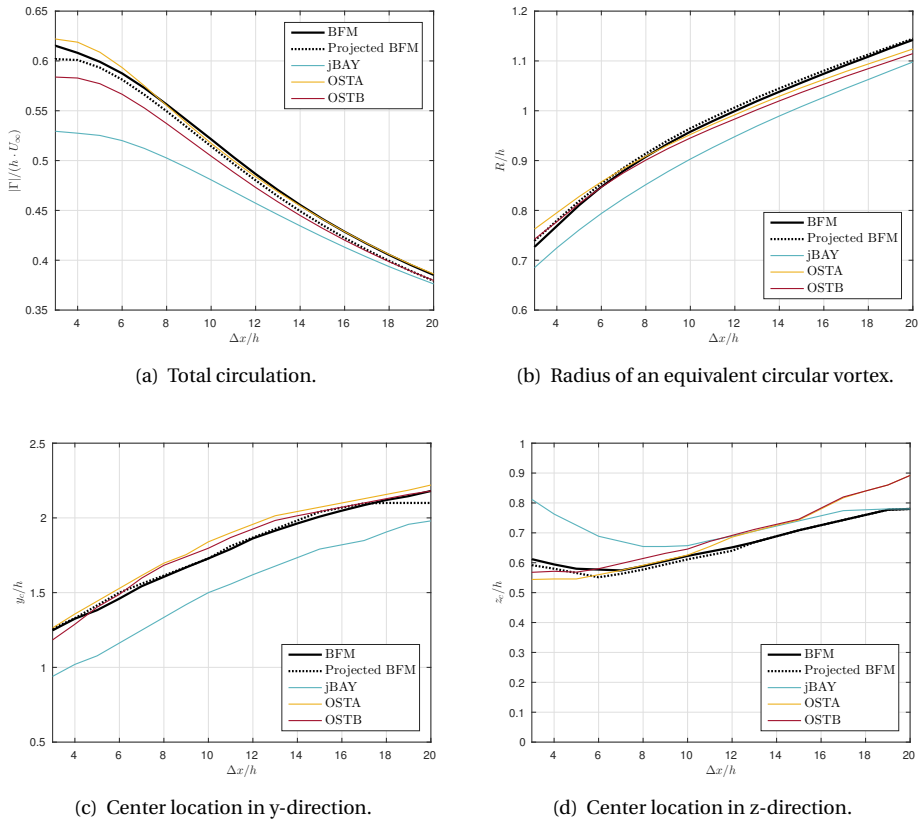 0.65
0.6
0.55
0.5
0.45
0.4
0.35
|Γ|/(h · U∞)
4 6 8 10 12 14 16 18 20
Δx/h
BFM
Projected BFM
jBAY
OSTA
OSTB
(a) Total circulation.
1.2
1.1
1
0.9
0.8
0.7
0.6
R/h
4 6 8 10 12 14 16 18 20
Δx/h
BFM
Projected BFM
jBAY
OSTA
OSTB
(b) Radius of an equivalent circular vortex.
2.5
2
1.5
1
0.5
y_c/h
4 6 8 10 12 14 16 18 20
Δx/h
BFM
Projected BFM
jBAY
OSTA
OSTB
(c) Center location in y-direction.
1
0.9
0.8
0.7
0.6
0.5
0.4
0.3
0.2
0.1
0
z_c/h
4 6 8 10 12 14 16 18 20
Δx/h
BFM
Projected BFM
jBAY
OSTA
OSTB
(d) Center location in z-direction.